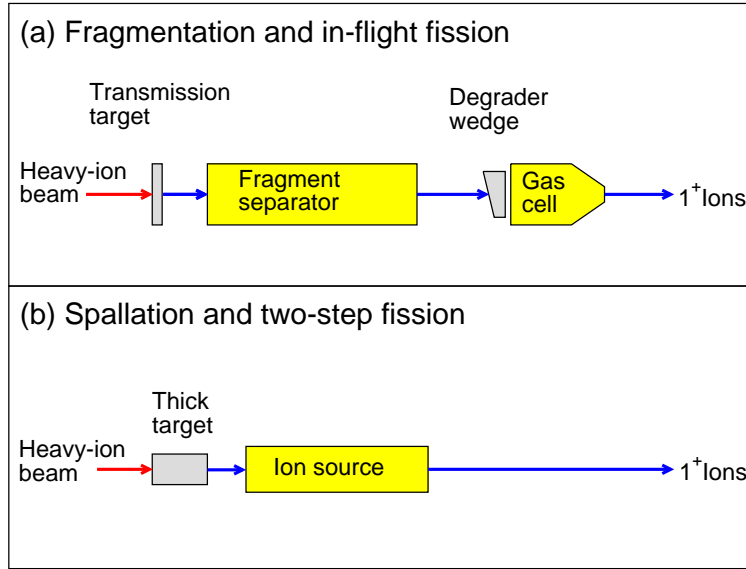 (a) Fragmentation and in-flight fission
Transmission
target
Degrader
wedge
Heavy-ion
beam
Fragment
separator
Gas
cell
1⁺Ions
(b) Spallation and two-step fission
Thick
target
Heavy-ion
beam
Ion source
1⁺Ions